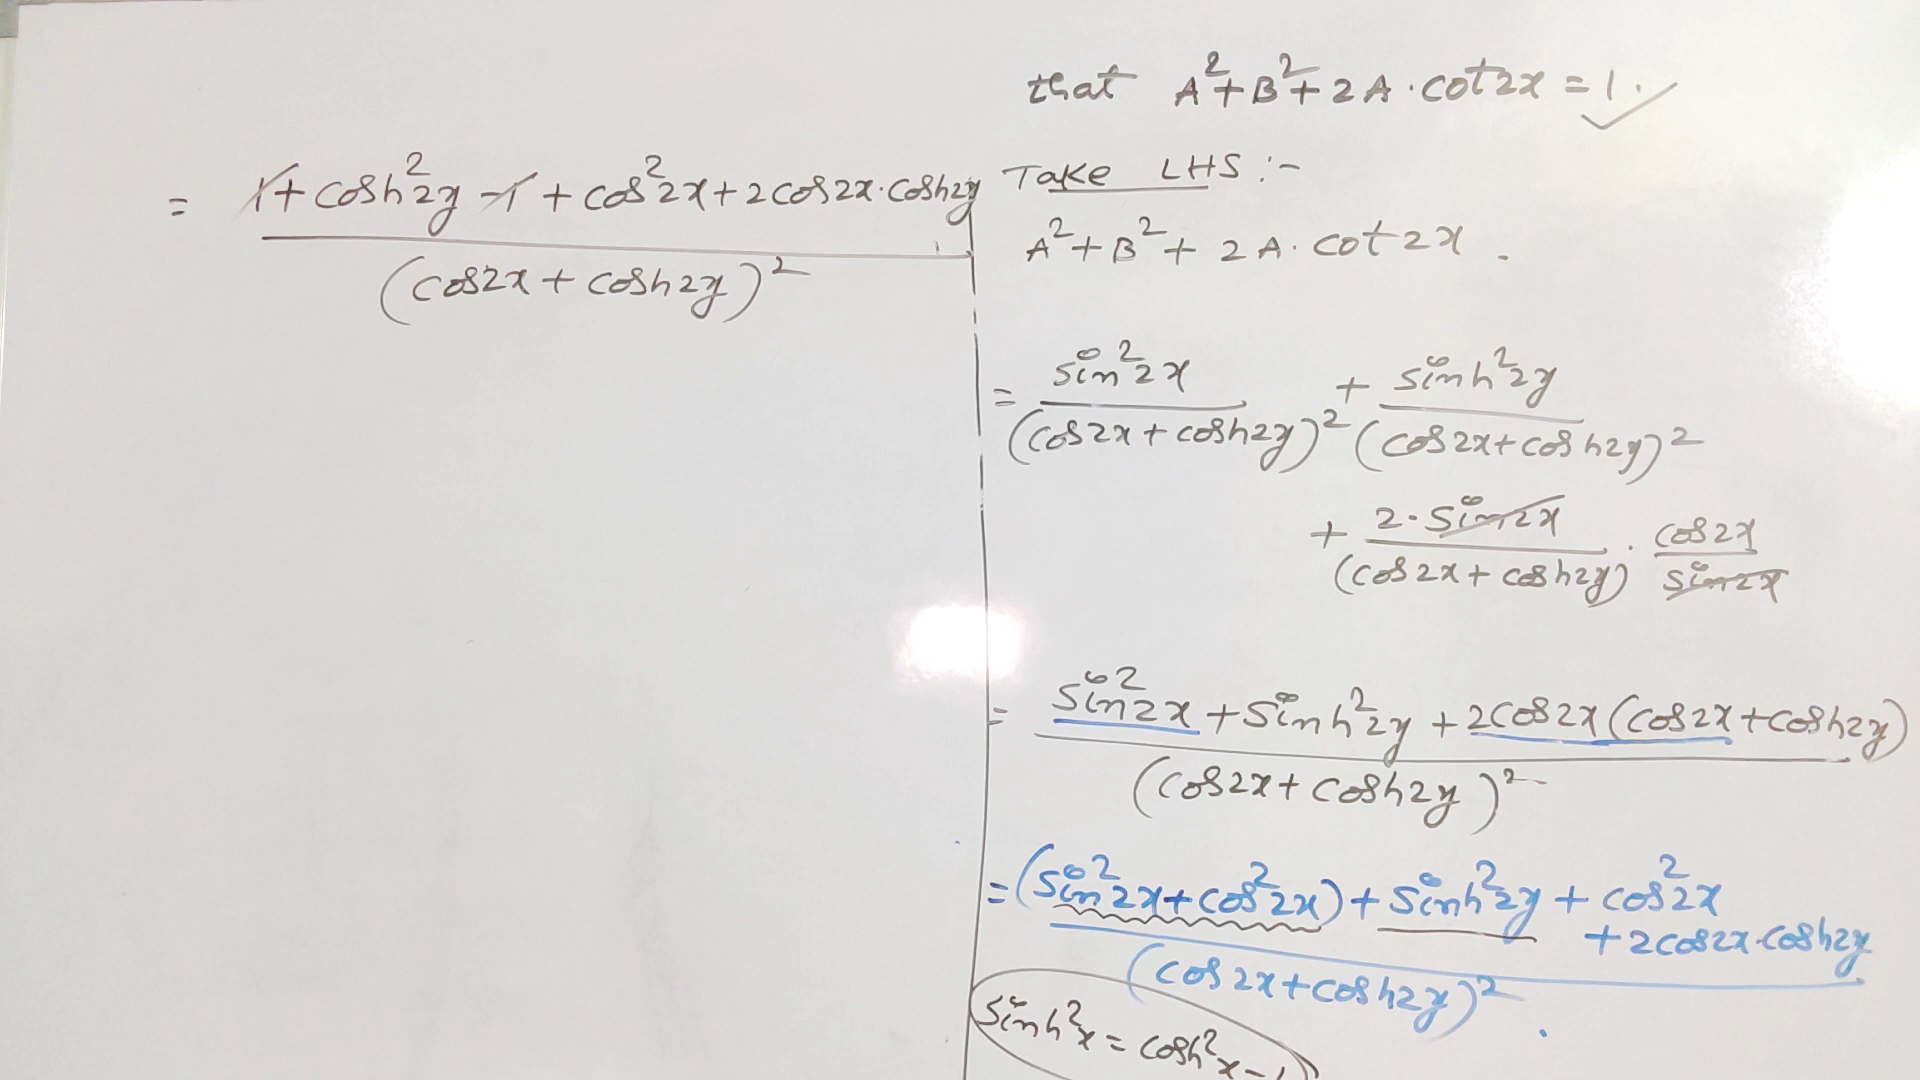 that A²+B²+2A·cot2x=1.
Take LHS:-
A²+B²+2A·cot2x.
= sin²2x/(cos2x+cosh2y)² + sinh²2y/(cos2x+cosh2y)²
+ 2·sin2x/(cos2x+cosh2y) · cos2x/sin2x
= sin²2x+sinh²2y+2cos2x(cos2x+cosh2y)
(cos2x+cosh2y)²
= (sin²2x+cos²2x)+sinh²2y+cos²2x
+2cos2x·cosh2y
(cos2x+cosh2y)².
sinh²x=cosh²x-1
= 1+cosh²2y-1+cos²2x+2cos2x·cosh2y
(cos2x+cosh2y)²